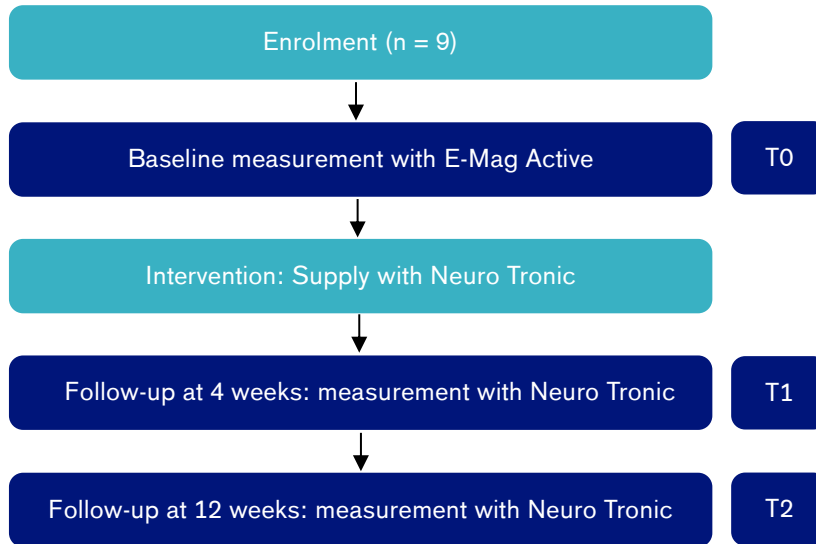 Enrolment (n = 9)
Baseline measurement with E-Mag Active
T0
Intervention: Supply with Neuro Tronic
Follow-up at 4 weeks: measurement with Neuro Tronic
T1
Follow-up at 12 weeks: measurement with Neuro Tronic
T2